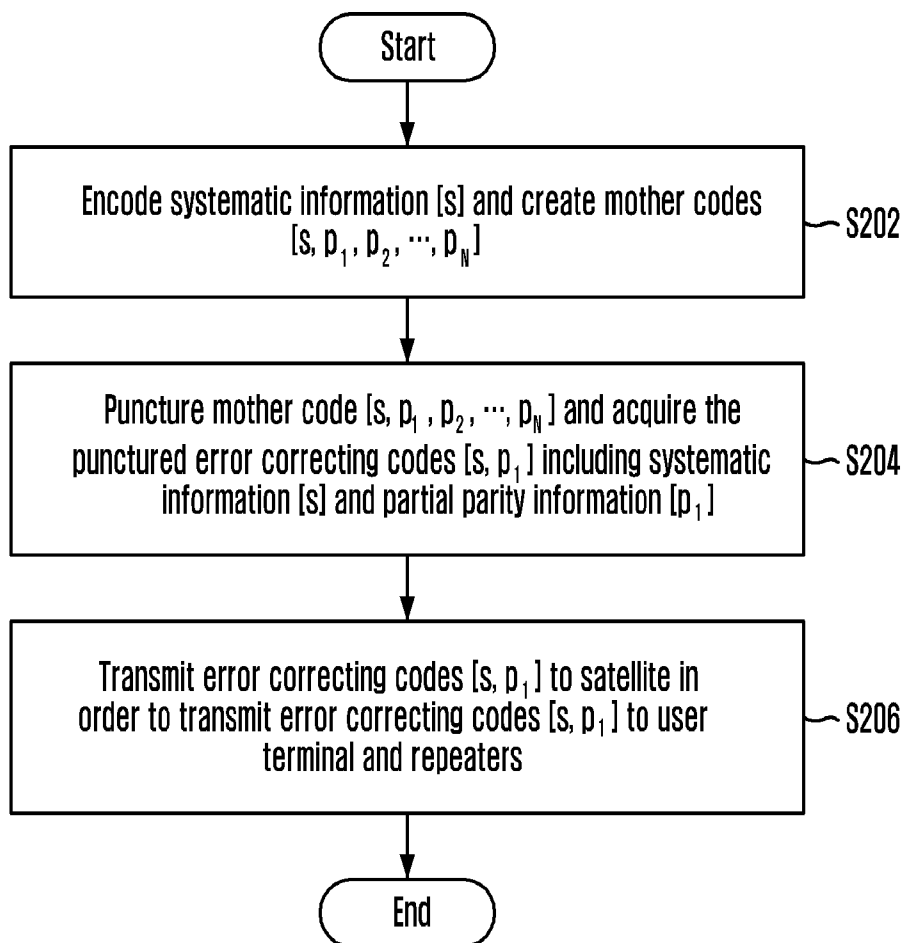 Start
Encode systematic information [s] and create mother codes
[s, p₁, p₂, ···, pN]
S202
Puncture mother code [s, p₁, p₂, ···, pN] and acquire the
punctured error correcting codes [s, p₁] including systematic
information [s] and partial parity information [p₁]
S204
Transmit error correcting codes [s, p₁] to satellite in
order to transmit error correcting codes [s, p₁] to user
terminal and repeaters
S206
End